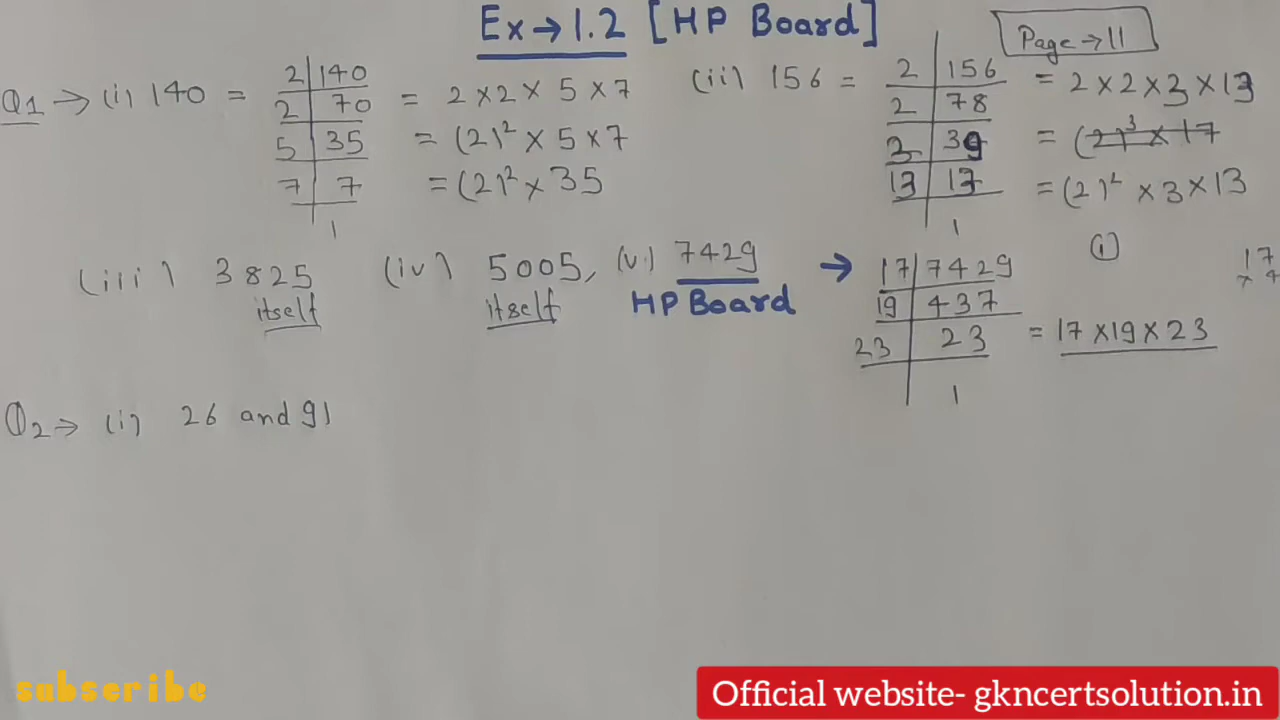 Ex → 1.2 [HP Board]
Page → 11
Q1 → (i) 140 = 2 | 140 = 2 × 2 × 5 × 7
2 | 70 = (2)² × 5 × 7
5 | 35 = (2)² × 35
7 | 7
1
(ii) 156 = 2 | 156 = 2 × 2 × 3 × 13
2 | 78 = (2)³ × 17
3 | 39 = (2)² × 3 × 13
13 | 13
1
(iii) 3825
itself
(iv) 5005,
itself
(v) 7429
HP Board
→ 17 | 7429
19 | 437
23 | 23 = 17 × 19 × 23
1
(i)
17
Q2 → (i) 26 and 91
subscribe
Official website- gkncertsolution.in